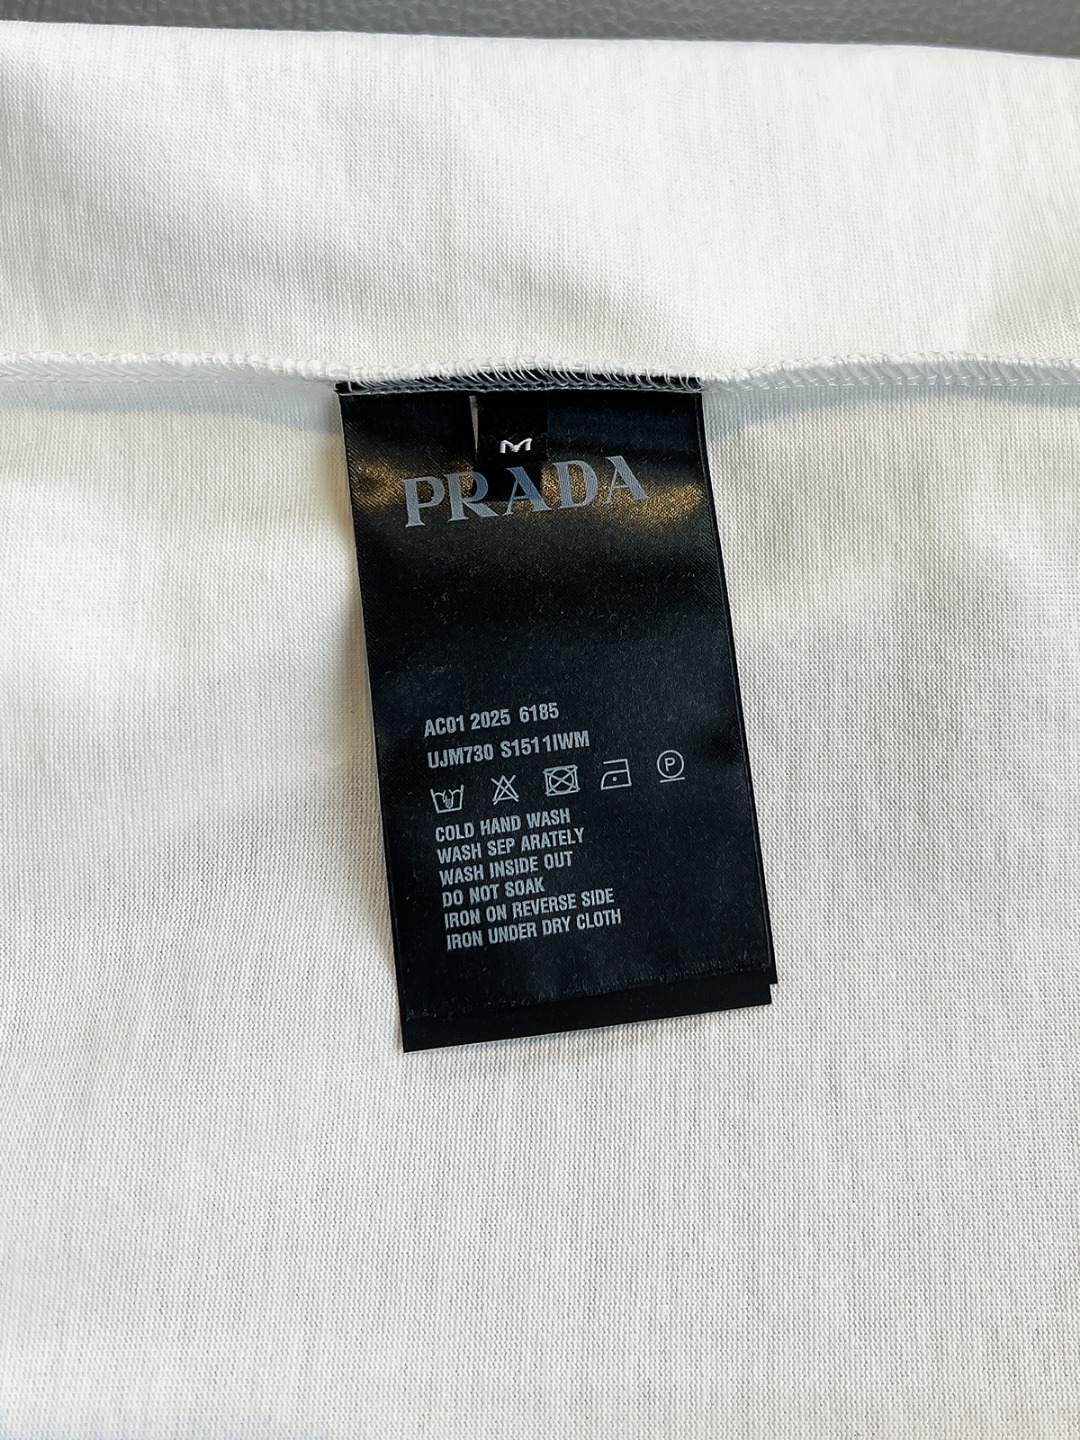 M
PRADA
AC01 2025 6185
UJM730 S1511IWM
P
COLD HAND WASH
WASH SEP ARATELY
WASH INSIDE OUT
DO NOT SOAK
IRON ON REVERSE SIDE
IRON UNDER DRY CLOTH